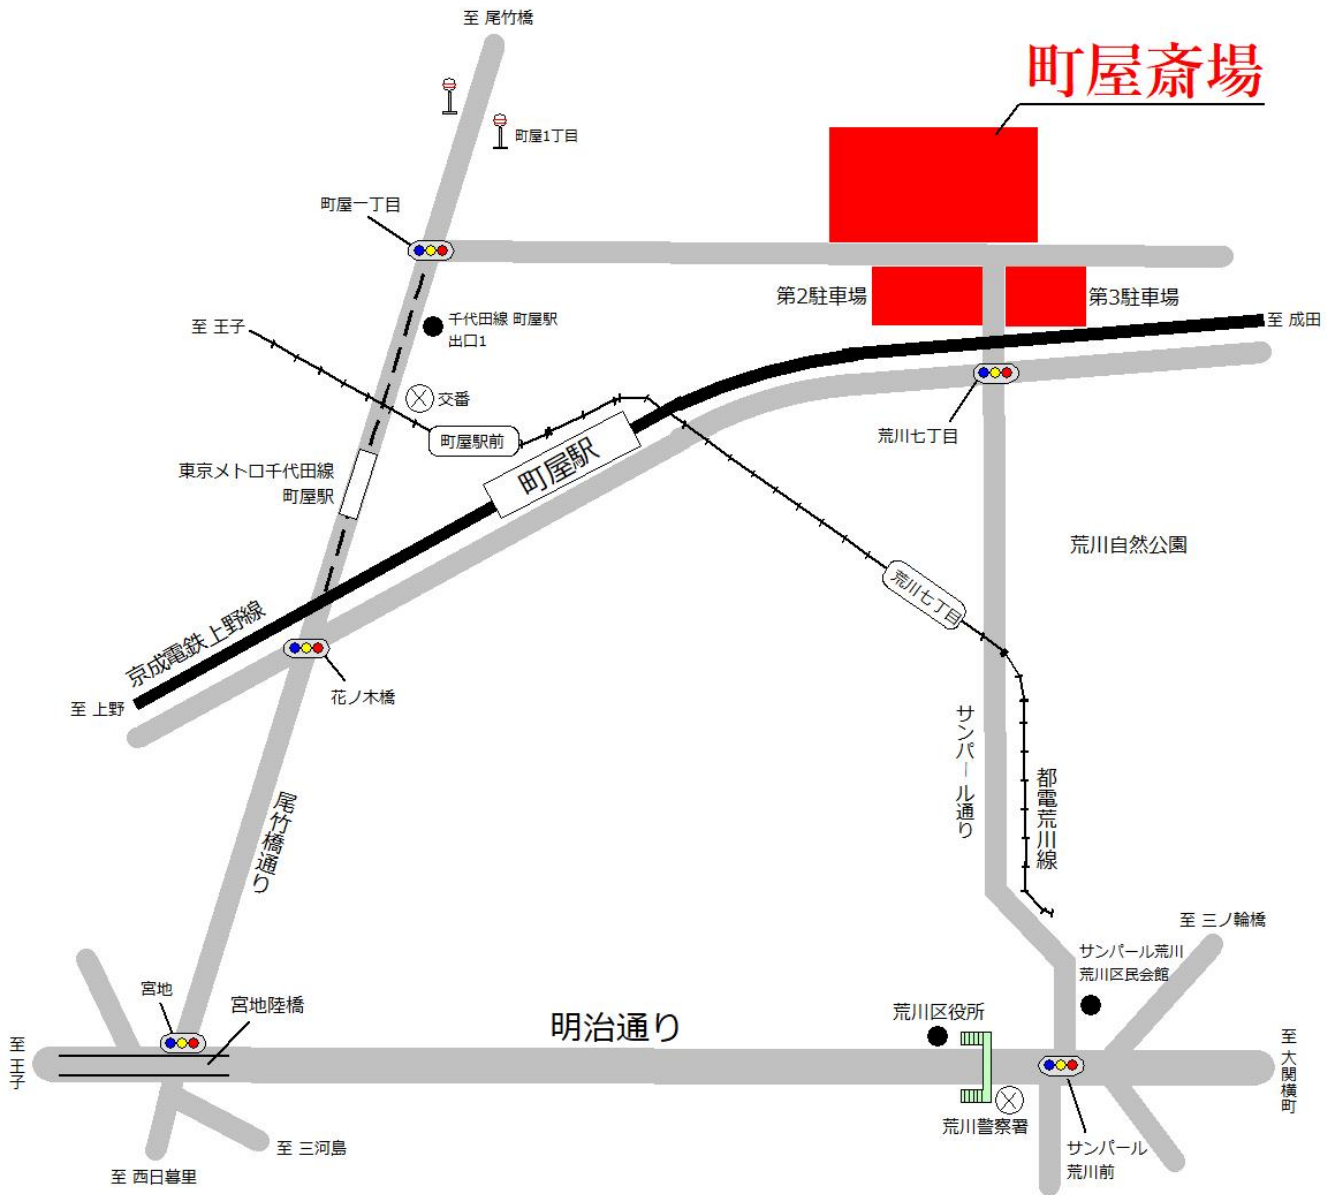 至 尾竹橋
町屋斎場
町屋1丁目
町屋一丁目
第2駐車場
第3駐車場
至 王子
千代田線 町屋駅
出口1
至 成田
交番
町屋駅前
荒川七丁目
町屋駅
東京メトロ千代田線
町屋駅
荒川自然公園
荒川七丁目
京成電鉄上野線
至 上野
花ノ木橋
サンパール通り
都電荒川線
尾竹橋通り
至 三ノ輪橋
サンパール荒川
荒川区民会館
宮地
宮地陸橋
荒川区役所
明治通り
至 王子
至 大関横町
荒川警察署
サンパール
荒川前
至 三河島
至 西日暮里